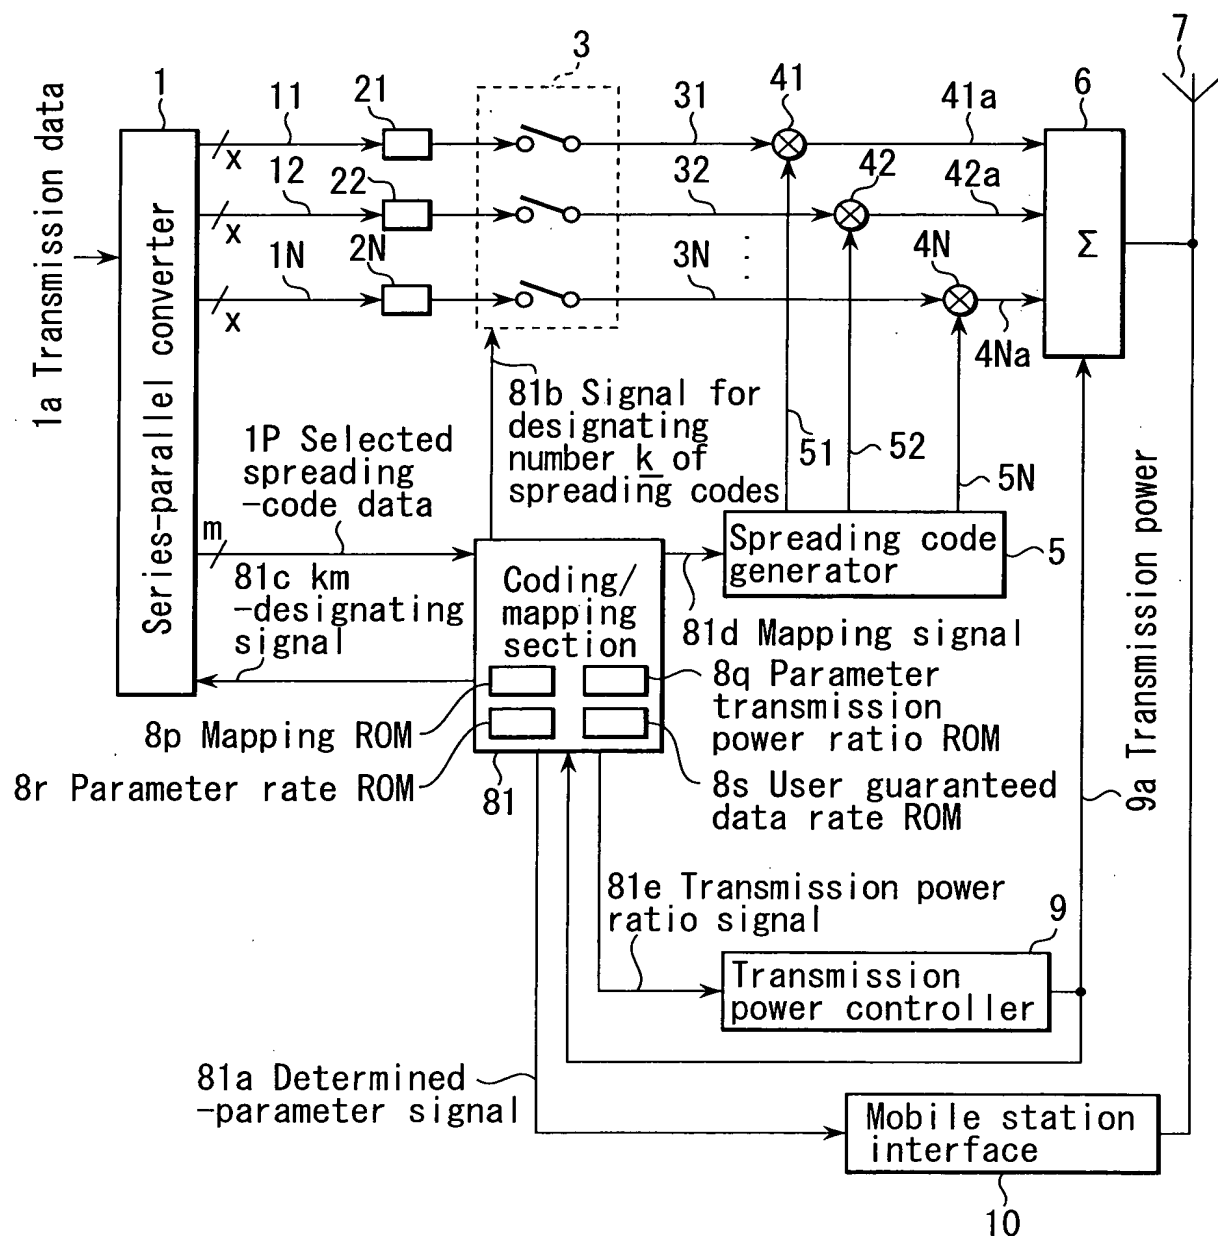 7
3
1
11
21
31
41
41a
6
x
12
22
32
42
42a
x
1N
2N
3N
4N
Σ
x
4Na
1a Transmission data
Series-parallel converter
81b Signal for
designating
number k of
spreading codes
51
52
5N
1P Selected
spreading
-code data
m
Spreading code
generator
5
81c km
-designating
signal
Coding/
mapping
section
81d Mapping signal
8q Parameter
transmission
power ratio ROM
8p Mapping ROM
8r Parameter rate ROM
81
8s User guaranteed
data rate ROM
9a Transmission power
81e Transmission power
ratio signal
9
Transmission
power controller
81a Determined
-parameter signal
Mobile station
interface
10